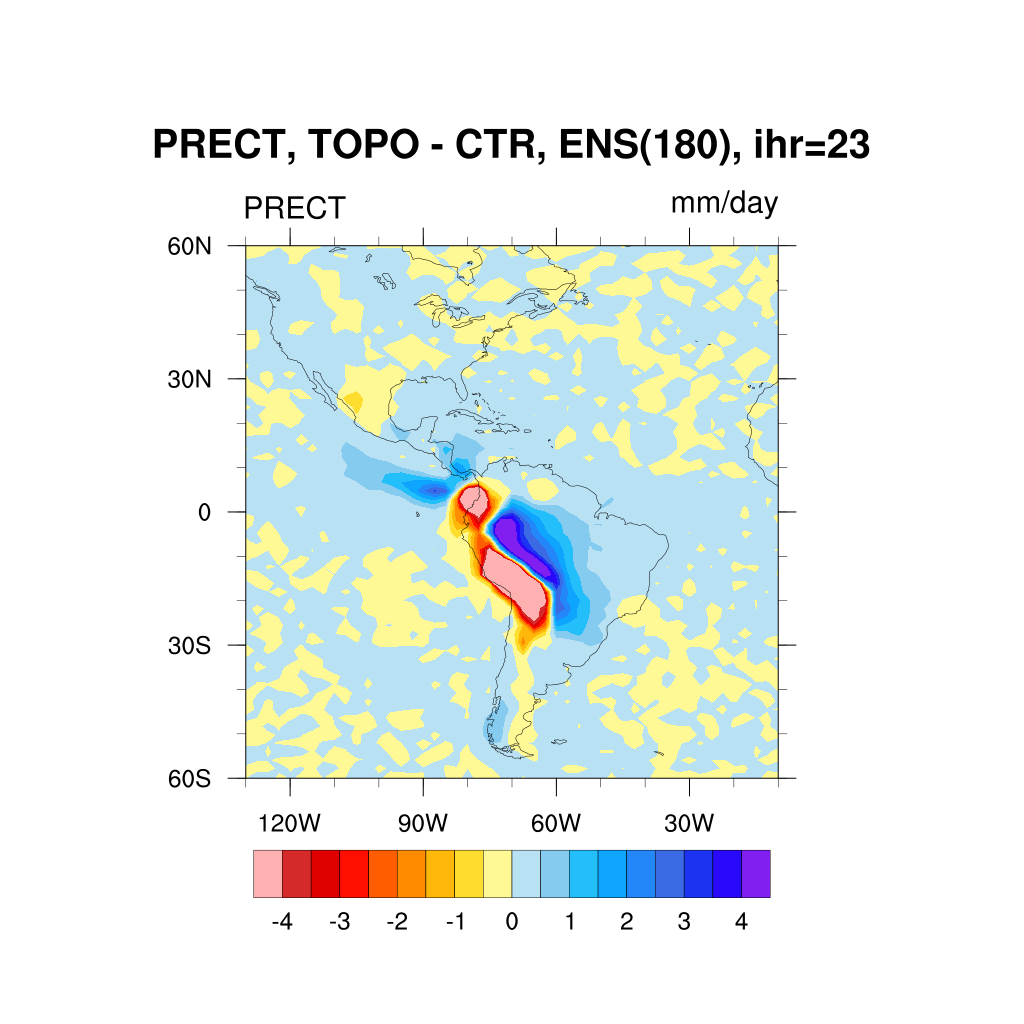 PRECT, TOPO - CTR, ENS(180), ihr=23
PRECT mm/day
60N
30N
0
30S
60S
120W 90W 60W 30W
-4 -3 -2 -1 0 1 2 3 4